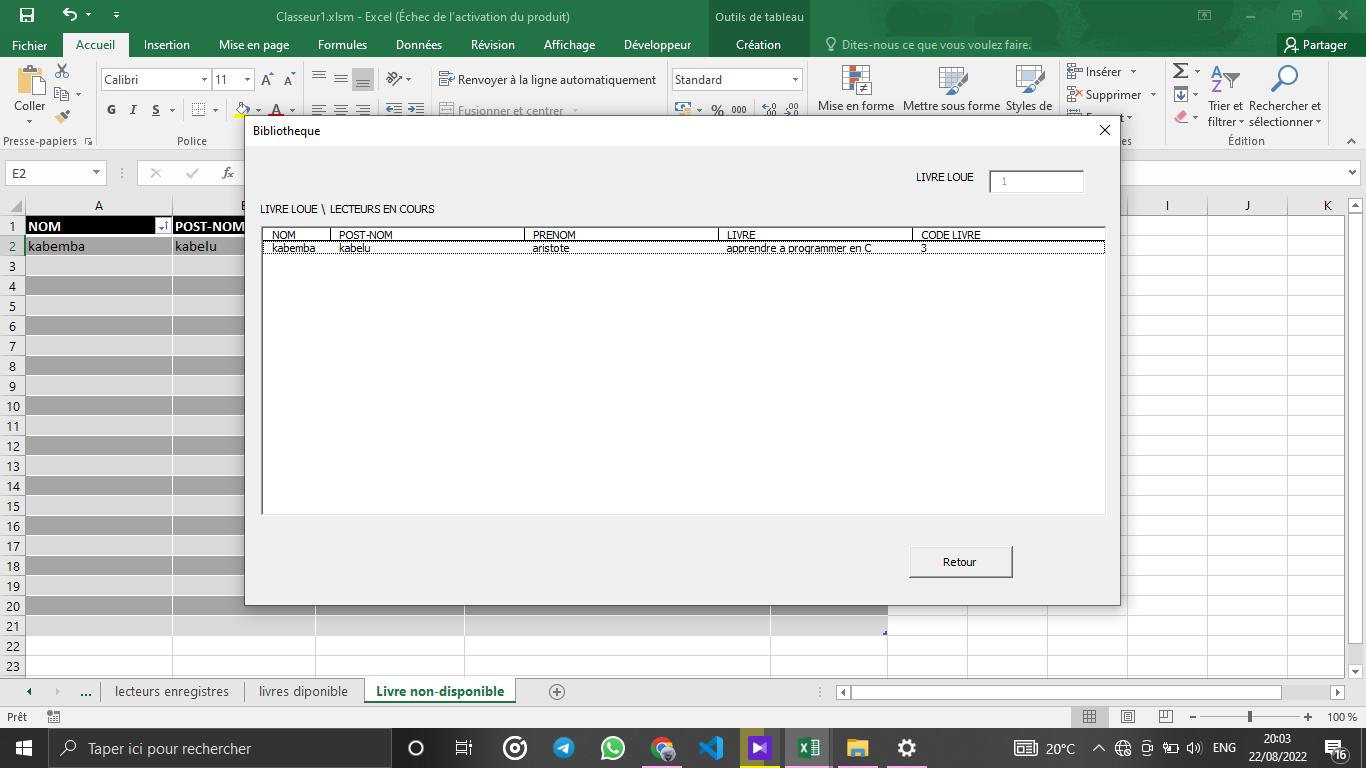 Classeur1.xlsm - Excel (Échec de l'activation du produit)
Outils de tableau
Fichier Accueil Insertion Mise en page Formules Données Révision Affichage Développeur Création Dites-nous ce que vous voulez faire. Partager
Coller
Calibri 11
Renvoyer à la ligne automatiquement
Standard
Insérer
Supprimer
G I S
Fusionner et centrer
% 000
Mise en forme Mettre sous forme Styles de
Trier et Rechercher et
filtrer sélectionner
Presse-papiers Police Édition
E2
fx
Bibliotheque
LIVRE LOUE 1
LIVRE LOUE \ LECTEURS EN COURS
NOM POST-NOM PRENOM LIVRE CODE LIVRE
kabemba kabelu aristote apprendre a programmer en C 3
Retour
A I J K
1 NOM POST-NOM
2 kabemba kabelu
3
4
5
6
7
8
9
10
11
12
13
14
15
16
17
18
19
20
21
22
23
... lecteurs enregistres livres diponible Livre non-disponible
Prêt 100 %
Taper ici pour rechercher
20°C ENG 20:03
22/08/2022
16